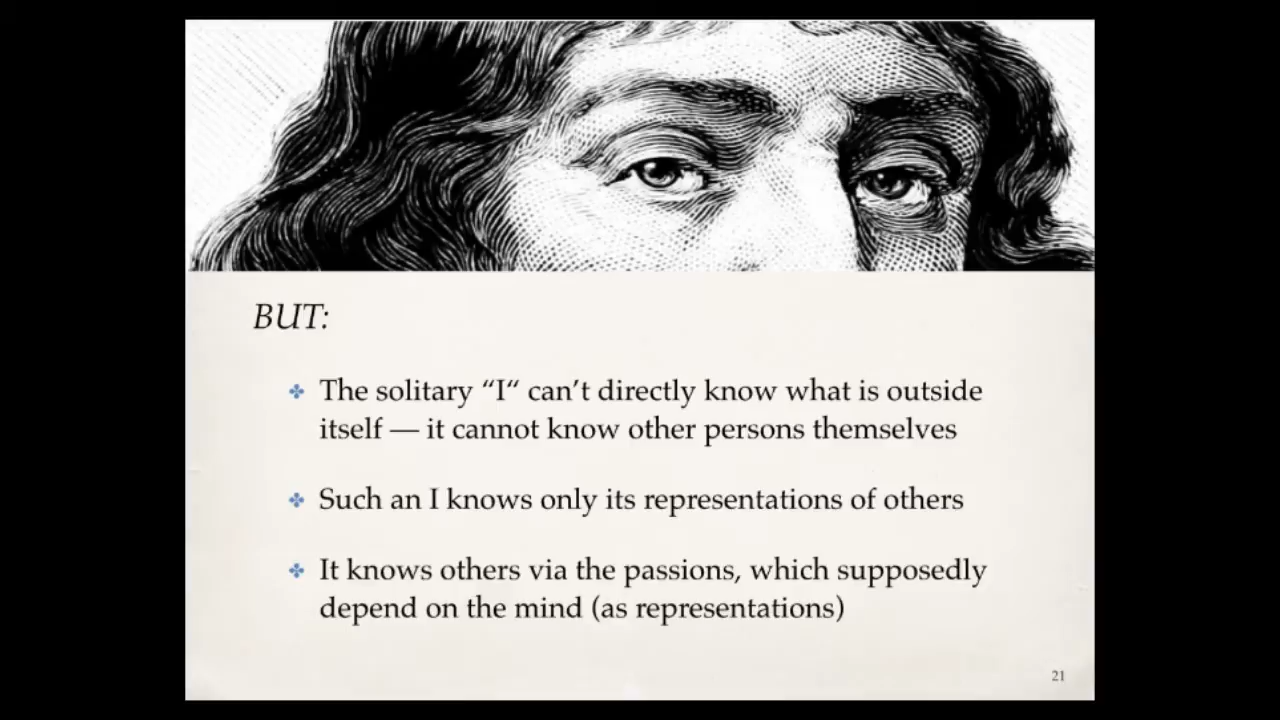 BUT:
The solitary “I“ can’t directly know what is outside
itself — it cannot know other persons themselves
Such an I knows only its representations of others
It knows others via the passions, which supposedly
depend on the mind (as representations)
21